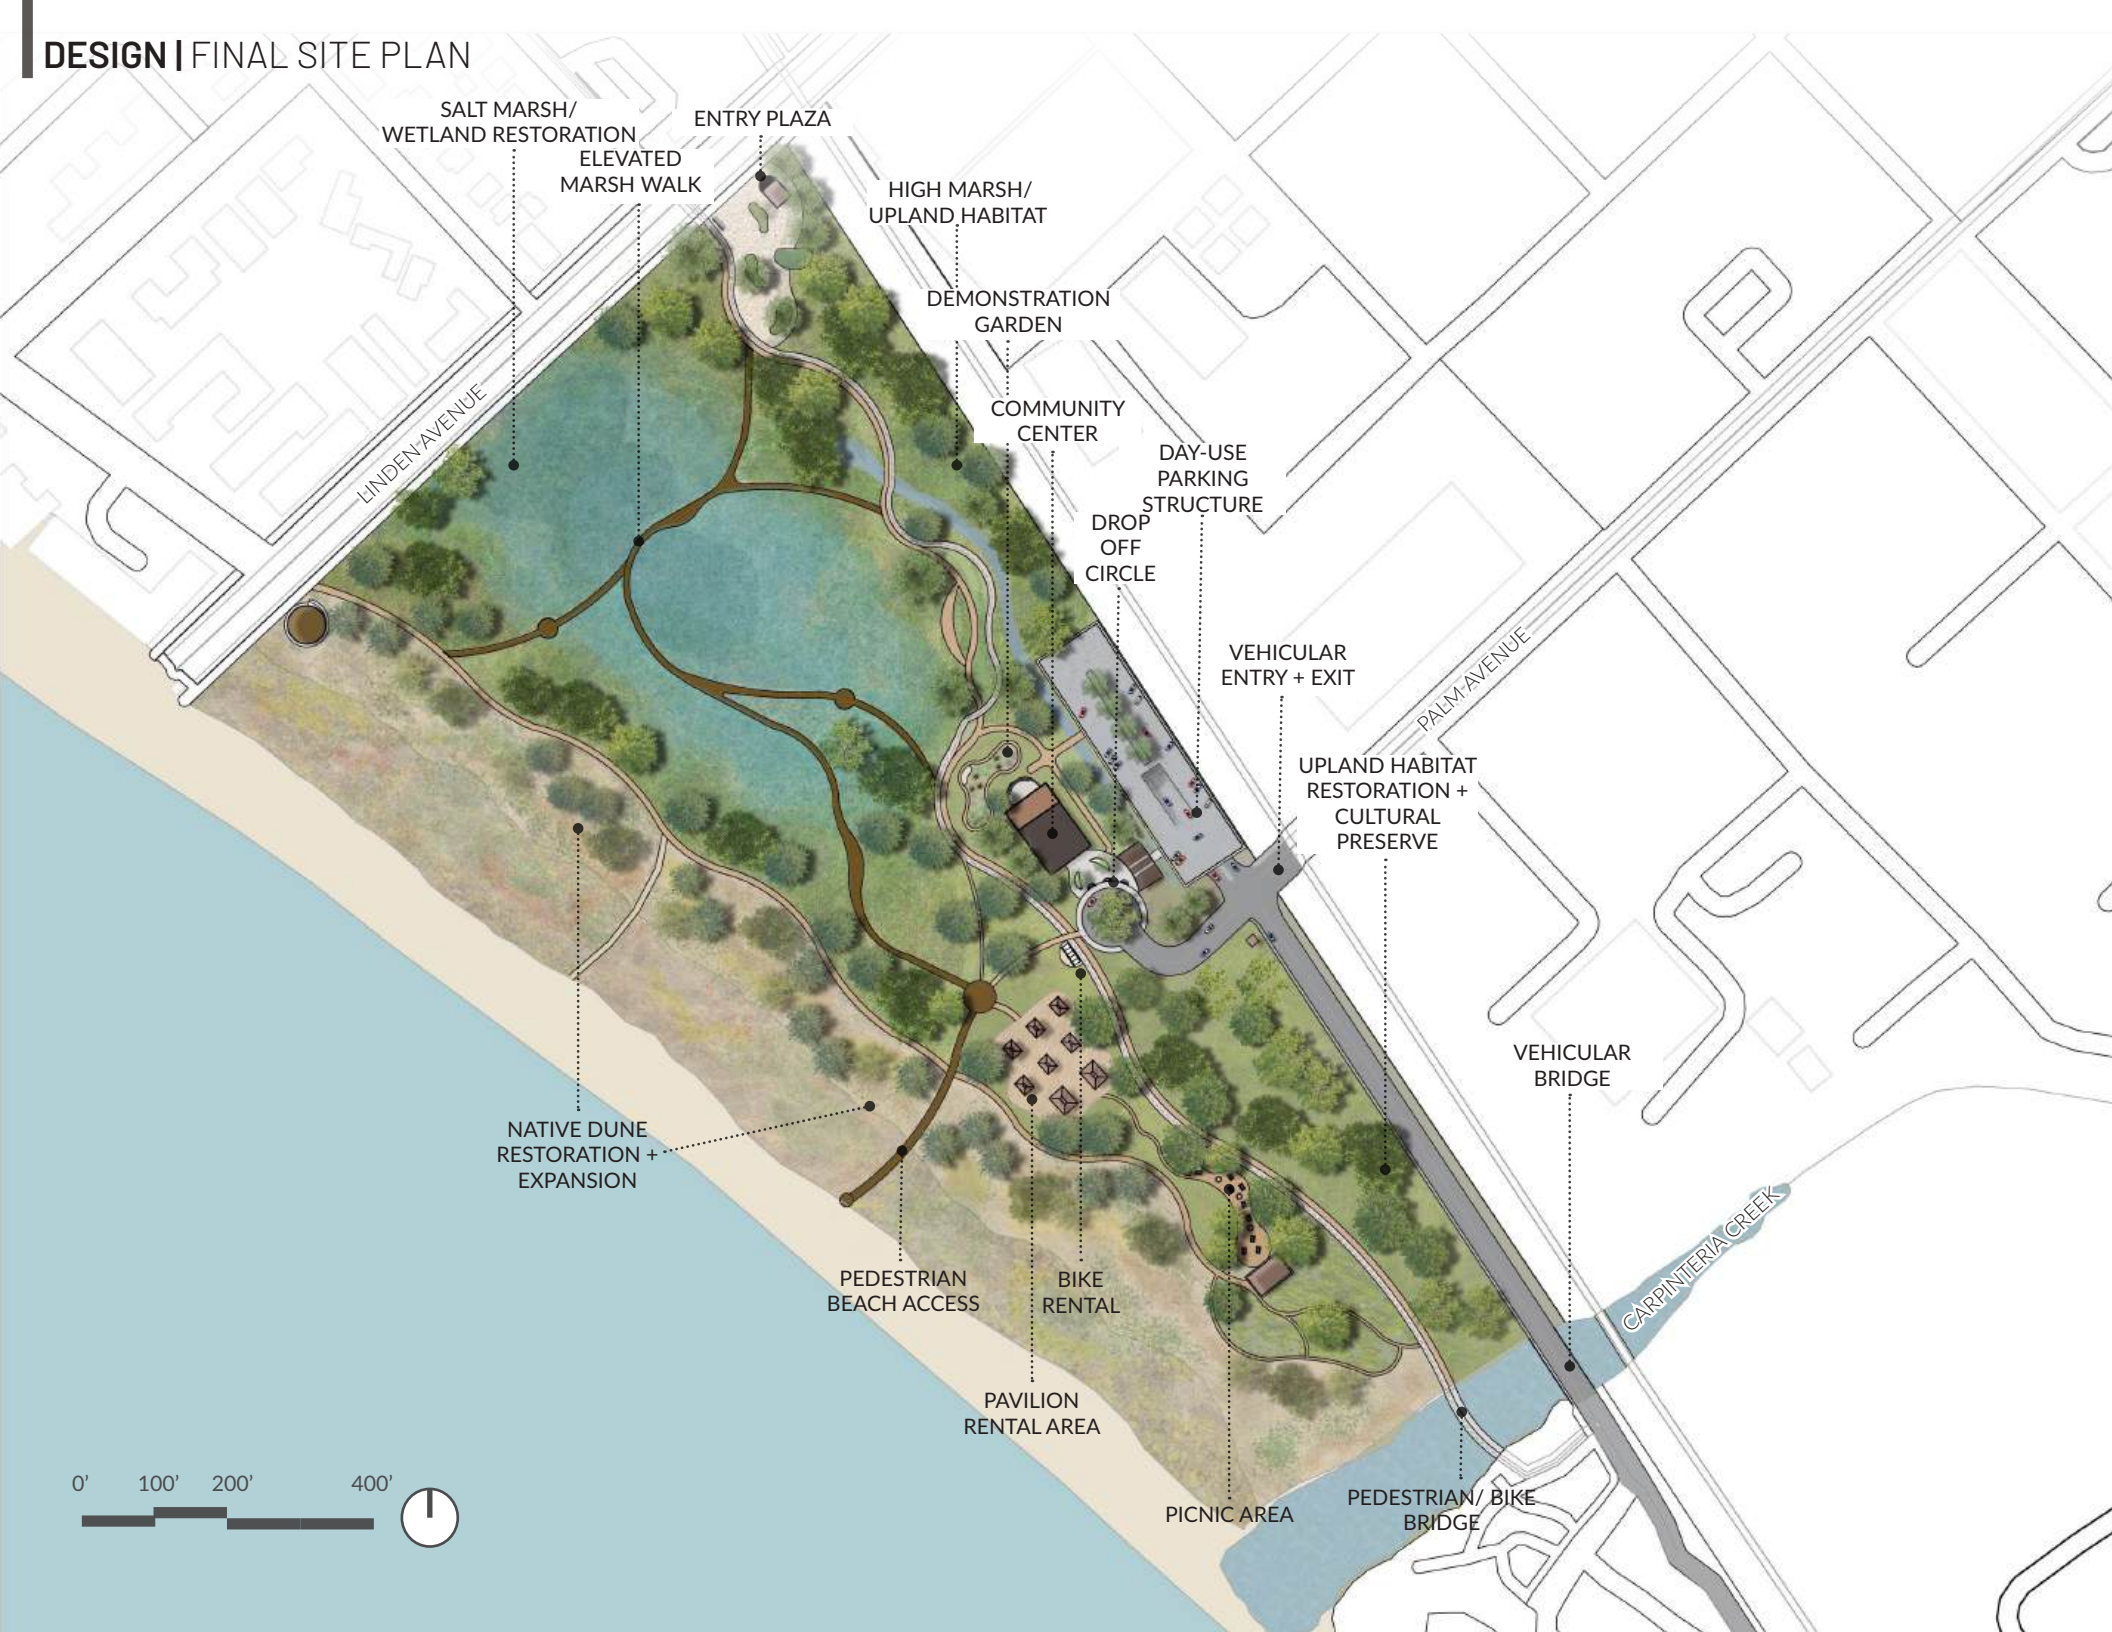 DESIGN | FINAL SITE PLAN
SALT MARSH/
WETLAND RESTORATION
ENTRY PLAZA
ELEVATED
MARSH WALK
HIGH MARSH/
UPLAND HABITAT
DEMONSTRATION
GARDEN
COMMUNITY
CENTER
DAY-USE
PARKING
STRUCTURE
DROP
OFF
CIRCLE
LINDEN AVENUE
VEHICULAR
ENTRY + EXIT
PALM AVENUE
UPLAND HABITAT
RESTORATION +
CULTURAL
PRESERVE
VEHICULAR
BRIDGE
NATIVE DUNE
RESTORATION +
EXPANSION
CARPINTERIA CREEK
PEDESTRIAN
BEACH ACCESS
BIKE
RENTAL
PAVILION
RENTAL AREA
PICNIC AREA
PEDESTRIAN/ BIKE
BRIDGE
0' 100' 200' 400'